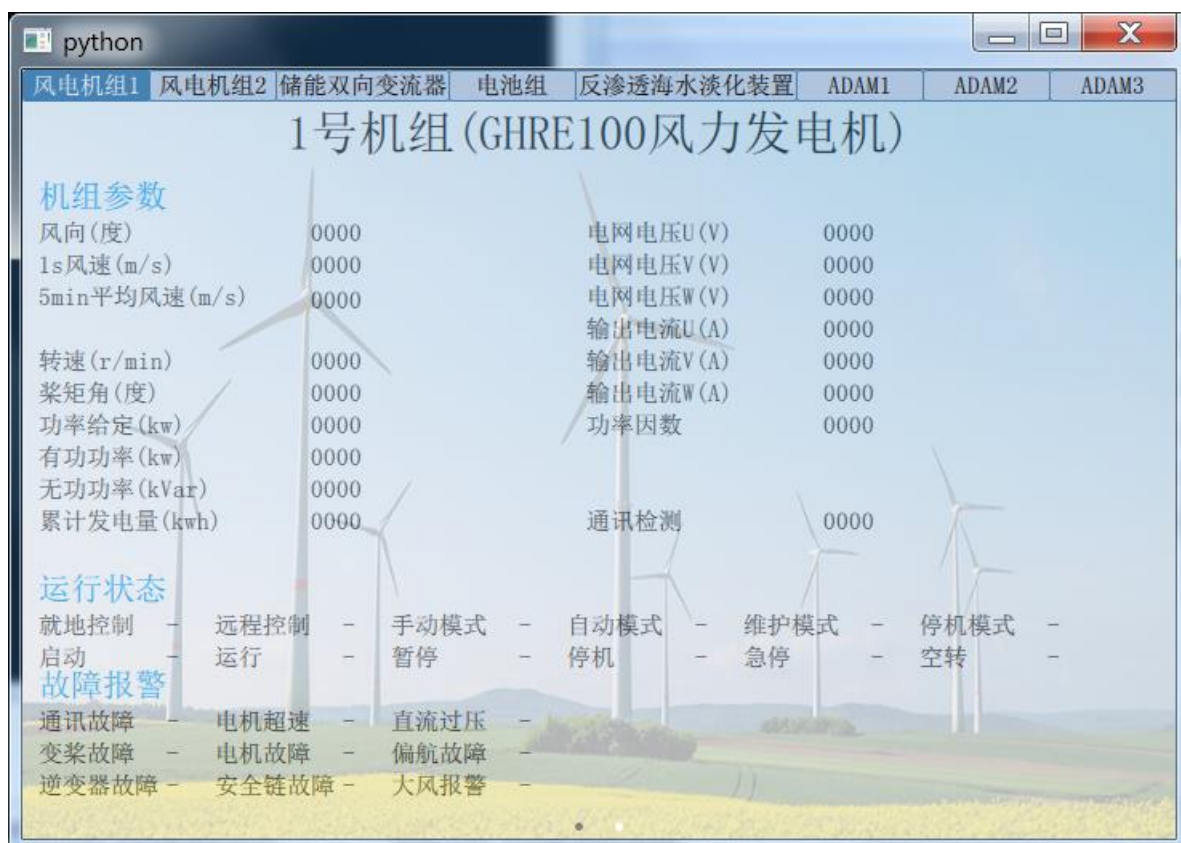 python
风电机组1 风电机组2 储能双向变流器 电池组 反渗透海水淡化装置 ADAM1 ADAM2 ADAM3
1号机组(GHRE100风力发电机)
机组参数
风向(度) 0000 电网电压U(V) 0000
1s风速(m/s) 0000 电网电压V(V) 0000
5min平均风速(m/s) 0000 电网电压W(V) 0000
输出电流U(A) 0000
转速(r/min) 0000 输出电流V(A) 0000
桨矩角(度) 0000 输出电流W(A) 0000
功率给定(kw) 0000 功率因数 0000
有功功率(kw) 0000
无功功率(kVar) 0000
累计发电量(kwh) 0000 通讯检测 0000
运行状态
就地控制 - 远程控制 - 手动模式 - 自动模式 - 维护模式 - 停机模式 -
启动 - 运行 - 暂停 - 停机 - 急停 - 空转 -
故障报警
通讯故障 - 电机超速 - 直流过压 -
变桨故障 - 电机故障 - 偏航故障 -
逆变器故障 - 安全链故障 - 大风报警 -